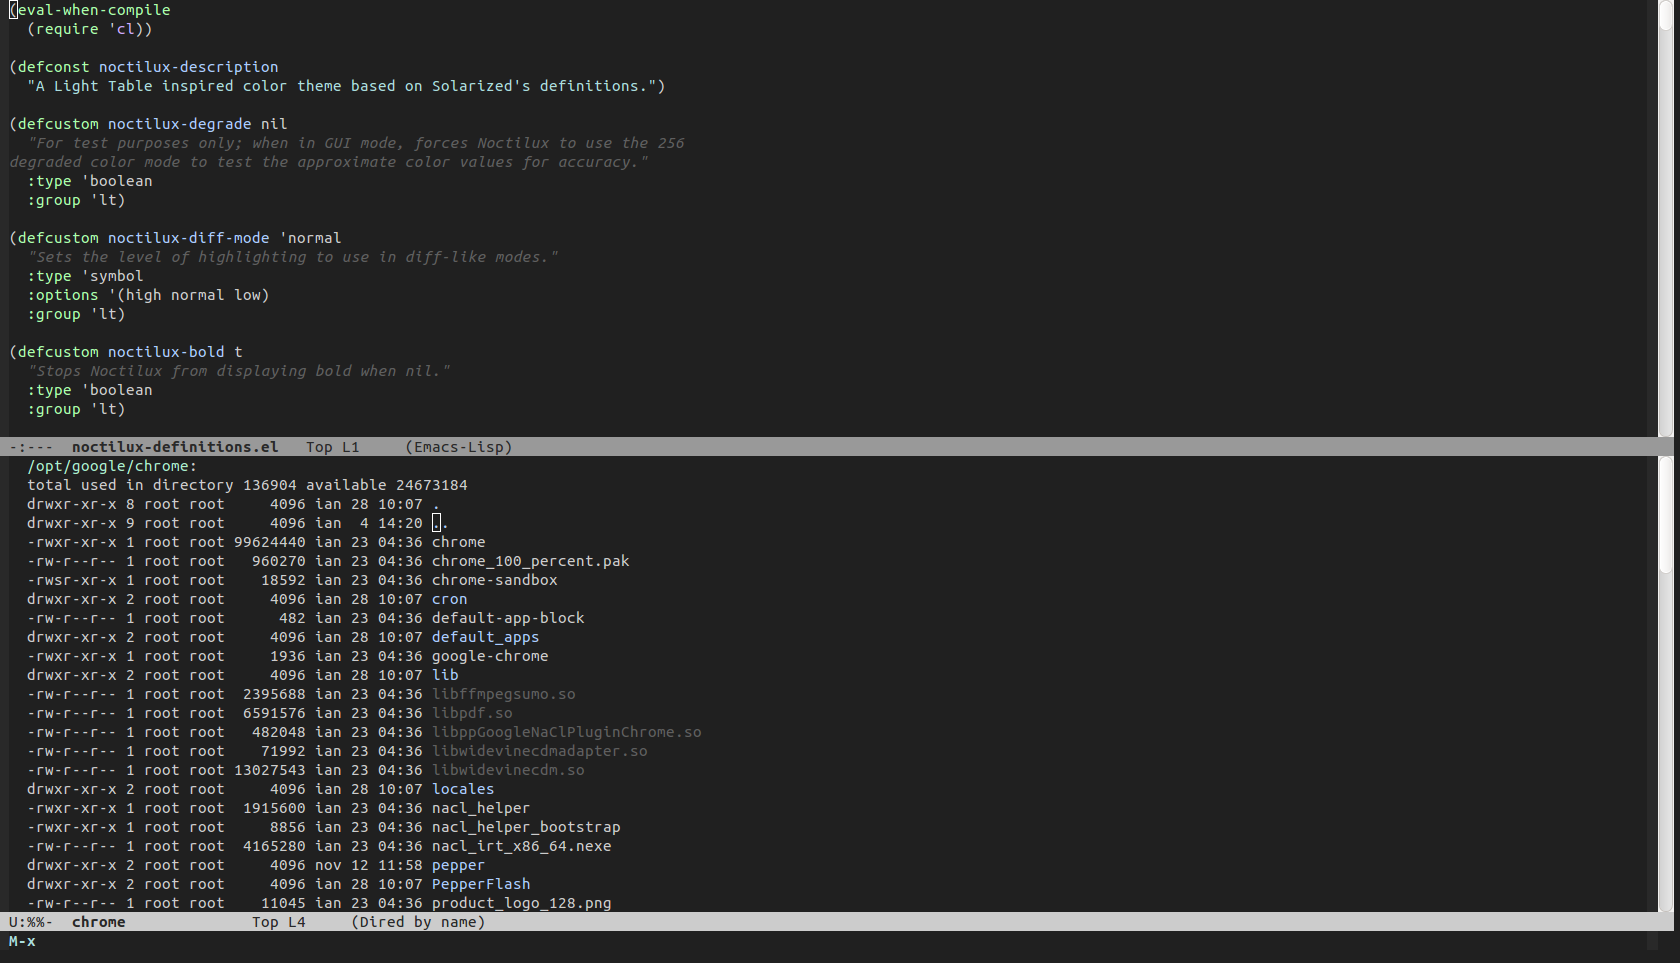 (eval-when-compile
  (require 'cl))

(defconst noctilux-description
  "A Light Table inspired color theme based on Solarized's definitions.")

(defcustom noctilux-degrade nil
  "For test purposes only; when in GUI mode, forces Noctilux to use the 256
degraded color mode to test the approximate color values for accuracy."
  :type 'boolean
  :group 'lt)

(defcustom noctilux-diff-mode 'normal
  "Sets the level of highlighting to use in diff-like modes."
  :type 'symbol
  :options '(high normal low)
  :group 'lt)

(defcustom noctilux-bold t
  "Stops Noctilux from displaying bold when nil."
  :type 'boolean
  :group 'lt)

-:---  noctilux-definitions.el   Top L1     (Emacs-Lisp)
  /opt/google/chrome:
  total used in directory 136904 available 24673184
  drwxr-xr-x 8 root root     4096 ian 28 10:07 .
  drwxr-xr-x 9 root root     4096 ian  4 14:20 ..
  -rwxr-xr-x 1 root root 99624440 ian 23 04:36 chrome
  -rw-r--r-- 1 root root   960270 ian 23 04:36 chrome_100_percent.pak
  -rwsr-xr-x 1 root root    18592 ian 23 04:36 chrome-sandbox
  drwxr-xr-x 2 root root     4096 ian 28 10:07 cron
  -rw-r--r-- 1 root root      482 ian 23 04:36 default-app-block
  drwxr-xr-x 2 root root     4096 ian 28 10:07 default_apps
  -rwxr-xr-x 1 root root     1936 ian 23 04:36 google-chrome
  drwxr-xr-x 2 root root     4096 ian 28 10:07 lib
  -rw-r--r-- 1 root root  2395688 ian 23 04:36 libffmpegsumo.so
  -rw-r--r-- 1 root root  6591576 ian 23 04:36 libpdf.so
  -rw-r--r-- 1 root root   482048 ian 23 04:36 libppGoogleNaClPluginChrome.so
  -rw-r--r-- 1 root root    71992 ian 23 04:36 libwidevinecdmadapter.so
  -rw-r--r-- 1 root root 13027543 ian 23 04:36 libwidevinecdm.so
  drwxr-xr-x 2 root root     4096 ian 28 10:07 locales
  -rwxr-xr-x 1 root root  1915600 ian 23 04:36 nacl_helper
  -rwxr-xr-x 1 root root     8856 ian 23 04:36 nacl_helper_bootstrap
  -rw-r--r-- 1 root root  4165280 ian 23 04:36 nacl_irt_x86_64.nexe
  drwxr-xr-x 2 root root     4096 nov 12 11:58 pepper
  drwxr-xr-x 2 root root     4096 ian 28 10:07 PepperFlash
  -rw-r--r-- 1 root root    11045 ian 23 04:36 product_logo_128.png
U:%%-  chrome              Top L4     (Dired by name)
M-x